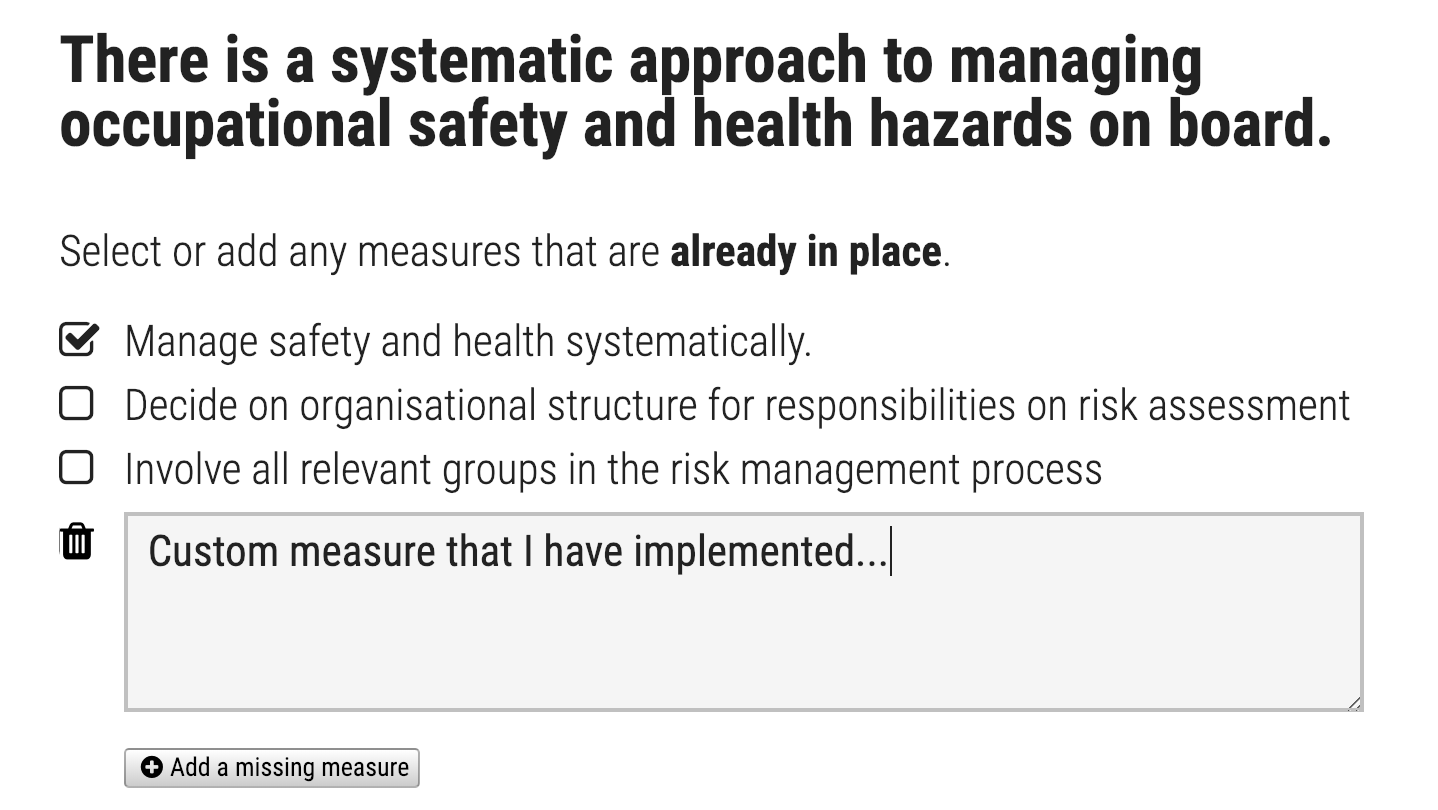 There is a systematic approach to managing
occupational safety and health hazards on board.
Select or add any measures that are already in place.
Manage safety and health systematically.
Decide on organisational structure for responsibilities on risk assessment
Involve all relevant groups in the risk management process
Custom measure that I have implemented...
Add a missing measure